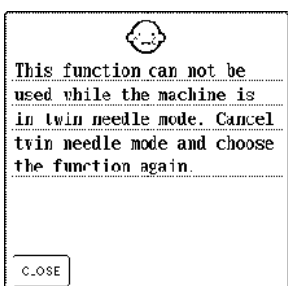 This function can not be
used while the machine is
in twin needle mode. Cancel
twin needle mode and choose
the function again.
CLOSE